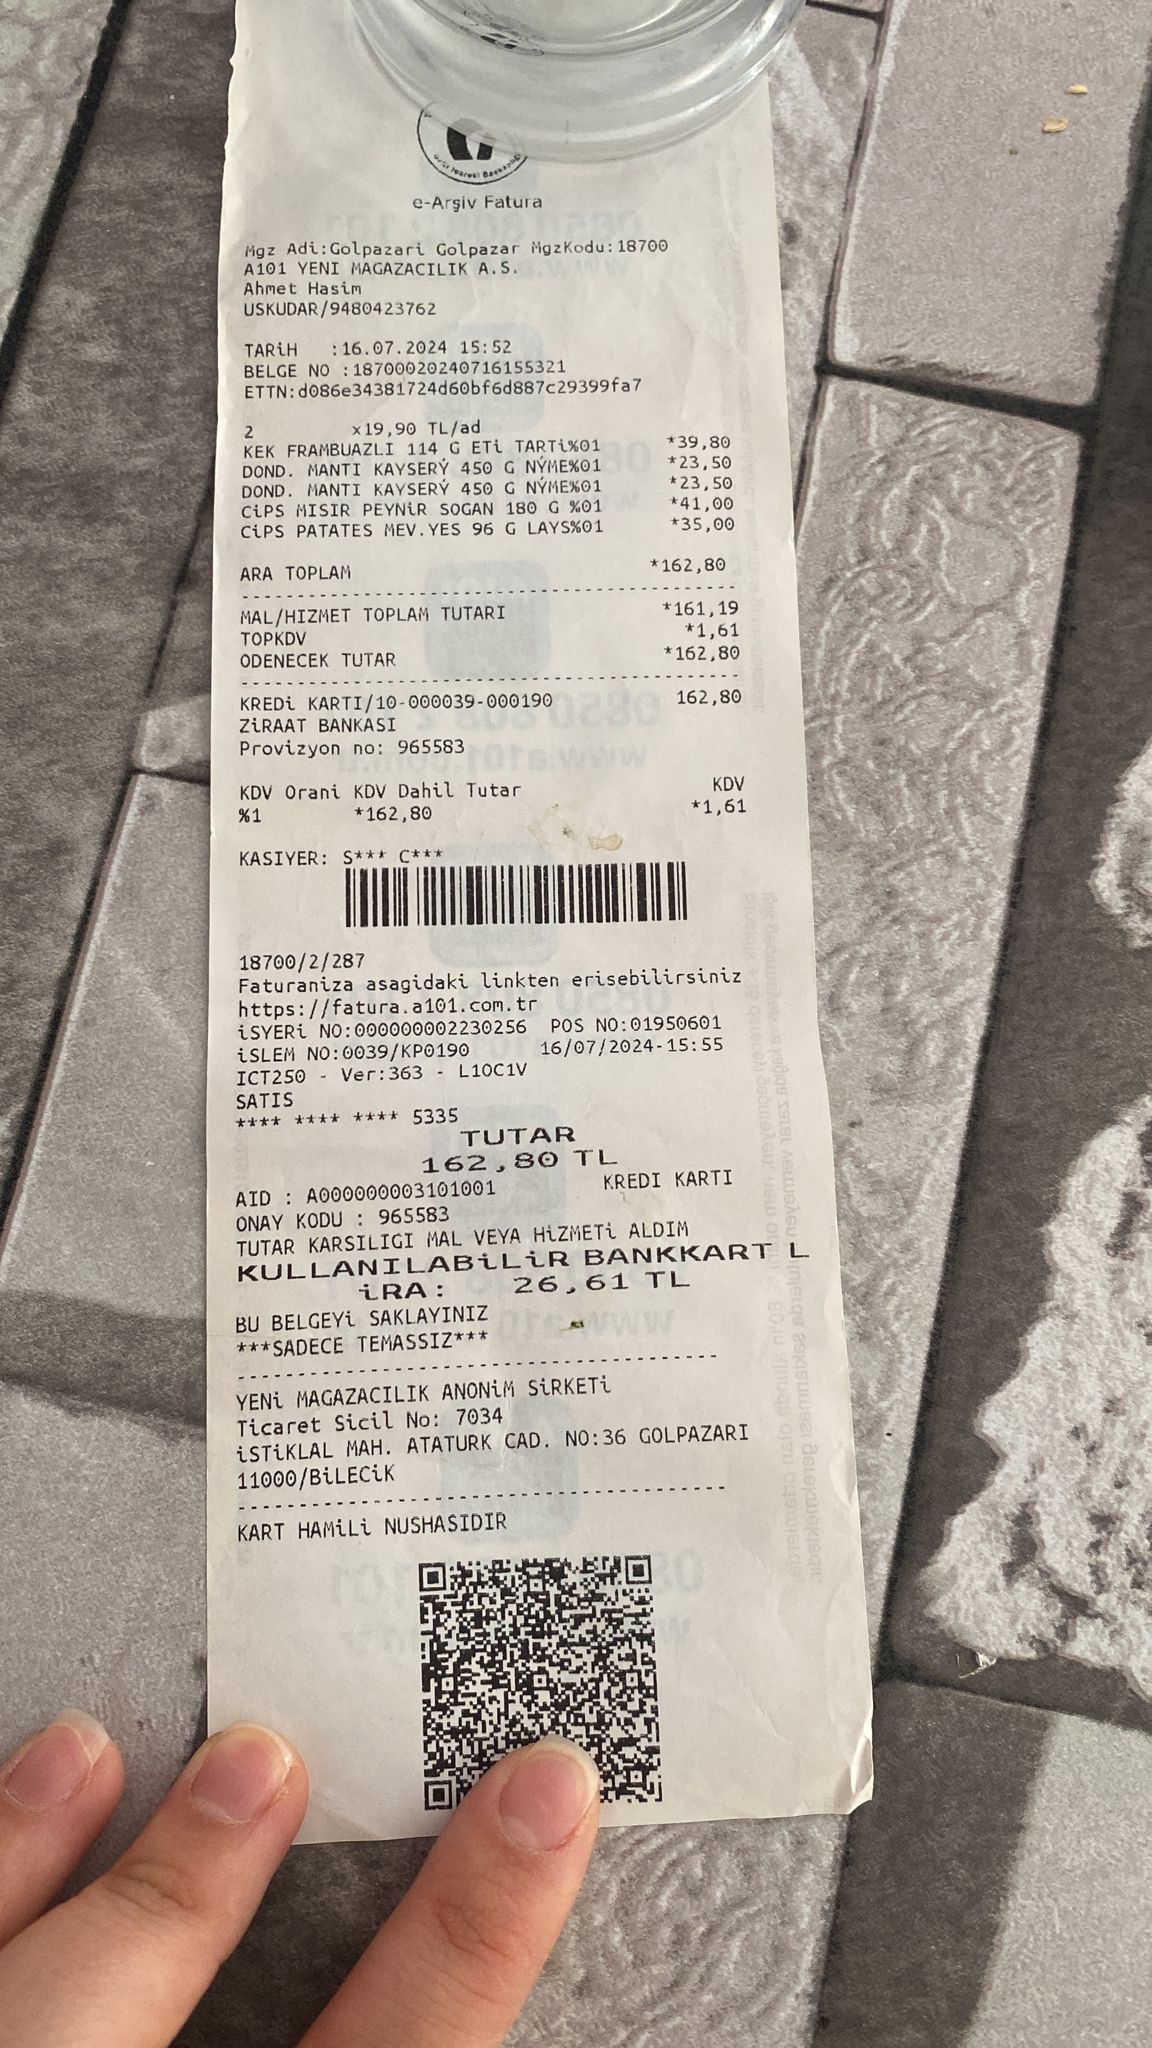 Gelir İdaresi Başkanlığı
e-Arşiv Fatura
Mgz Adi:Golpazari Golpazar MgzKodu:18700
A101 YENI MAGAZACILIK A.S.
Ahmet Hasim
USKUDAR/9480423762
TARiH :16.07.2024 15:52
BELGE NO :18700020240716155321
ETTN:d086e34381724d60bf6d887c29399fa7
2 x19,90 TL/ad
KEK FRAMBUAZLI 114 G ETi TARTi%01 *39,80
DOND. MANTI KAYSERÝ 450 G NÝME%01 *23,50
DOND. MANTI KAYSERÝ 450 G NÝME%01 *23,50
CiPS MISIR PEYNiR SOGAN 180 G %01 *41,00
CiPS PATATES MEV.YES 96 G LAYS%01 *35,00
ARA TOPLAM *162,80
MAL/HIZMET TOPLAM TUTARI *161,19
TOPKDV *1,61
ODENECEK TUTAR *162,80
KREDi KARTI/10-000039-000190 162,80
ZiRAAT BANKASI
Provizyon no: 965583
KDV Orani KDV Dahil Tutar KDV
%1 *162,80 *1,61
KASIYER: S*** C***
18700/2/287
Faturaniza asagidaki linkten erisebilirsiniz
https://fatura.a101.com.tr
iSYERi NO:000000002230256 POS NO:01950601
iSLEM NO:0039/KP0190 16/07/2024-15:55
ICT250 - Ver:363 - L10C1V
SATIS
**** **** **** 5335
TUTAR
162,80 TL
AID : A000000003101001 KREDI KARTI
ONAY KODU : 965583
TUTAR KARSILIGI MAL VEYA HiZMETi ALDIM
KULLANILABiLiR BANKKART L
iRA: 26,61 TL
BU BELGEYi SAKLAYINIZ
***SADECE TEMASSIZ***
YENi MAGAZACILIK ANONiM SiRKETi
Ticaret Sicil No: 7034
iSTiKLAL MAH. ATATURK CAD. NO:36 GOLPAZARI
11000/BiLECiK
KART HAMiLi NUSHASIDIR